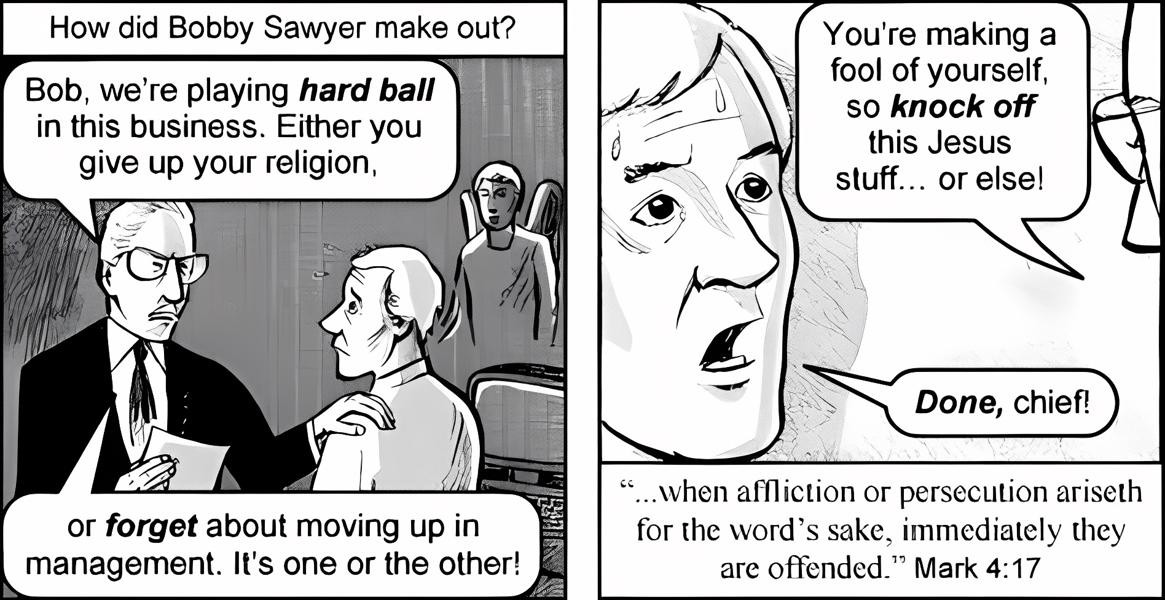 How did Bobby Sawyer make out?
Bob, we're playing hard ball
in this business. Either you
give up your religion,
or forget about moving up in
management. It's one or the other!
You're making a
fool of yourself,
so knock off
this Jesus
stuff... or else!
Done, chief!
"...when affliction or persecution ariseth
for the word's sake, immediately they
are offended." Mark 4:17